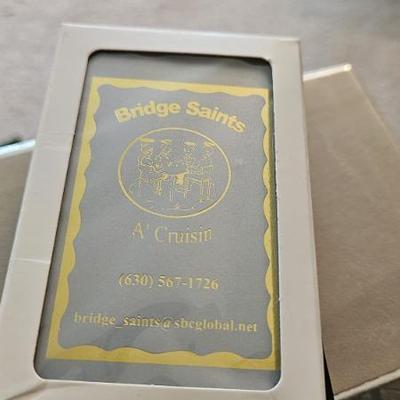 Bridge Saints
A' Cruisin
(630) 567-1726
bridge_saints@sbcglobal.net